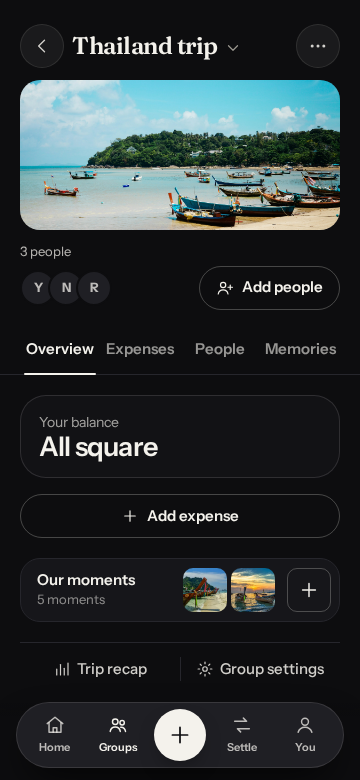 Thailand trip
3 people
Y N R
Add people
Overview Expenses People Memories
Your balance
All square
Add expense
Our moments
5 moments
Trip recap Group settings
Home Groups Settle You